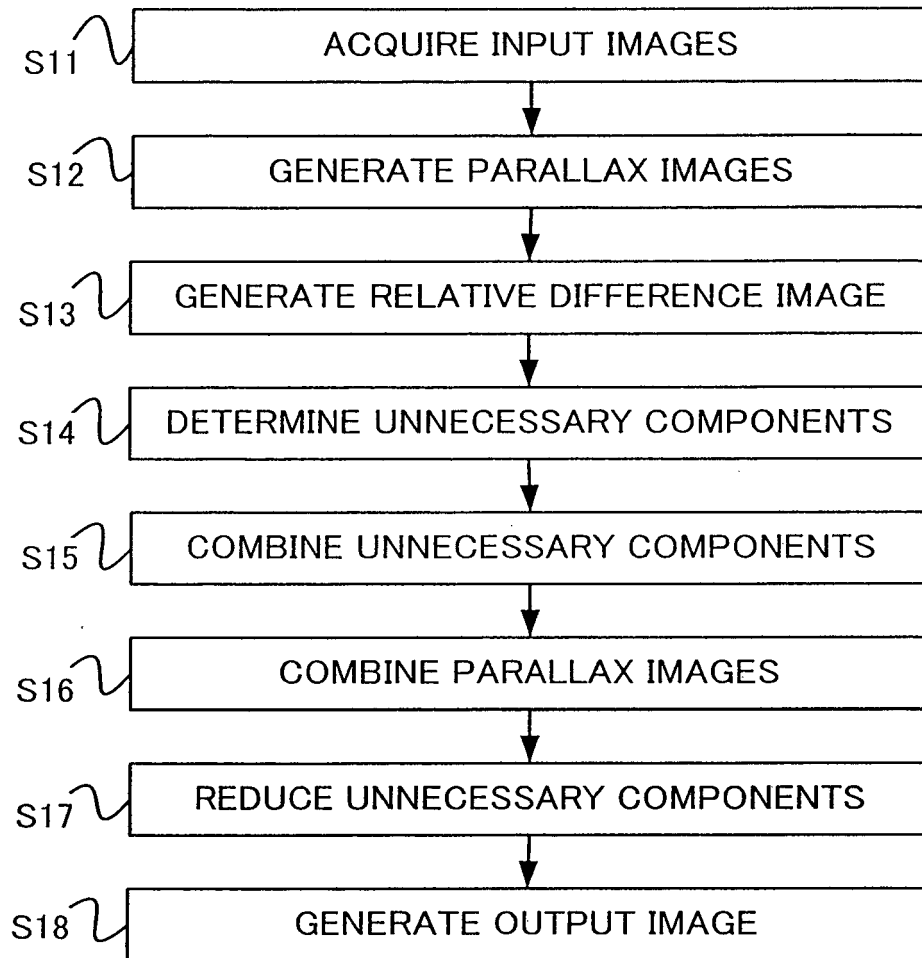 S11 ACQUIRE INPUT IMAGES
S12 GENERATE PARALLAX IMAGES
S13 GENERATE RELATIVE DIFFERENCE IMAGE
S14 DETERMINE UNNECESSARY COMPONENTS
S15 COMBINE UNNECESSARY COMPONENTS
S16 COMBINE PARALLAX IMAGES
S17 REDUCE UNNECESSARY COMPONENTS
S18 GENERATE OUTPUT IMAGE